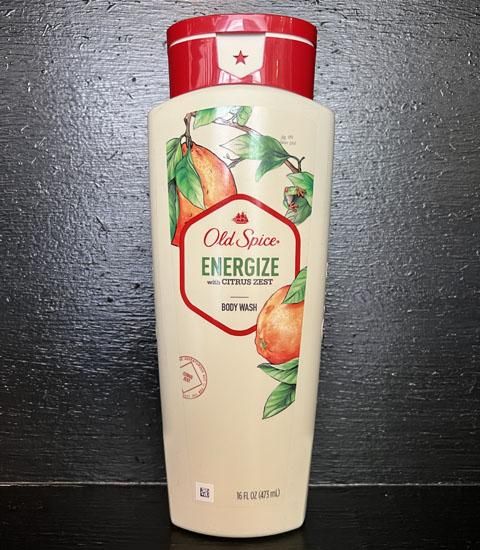 Old Spice
ENERGIZE
with CITRUS ZEST
BODY WASH
16 FL OZ (473 mL)